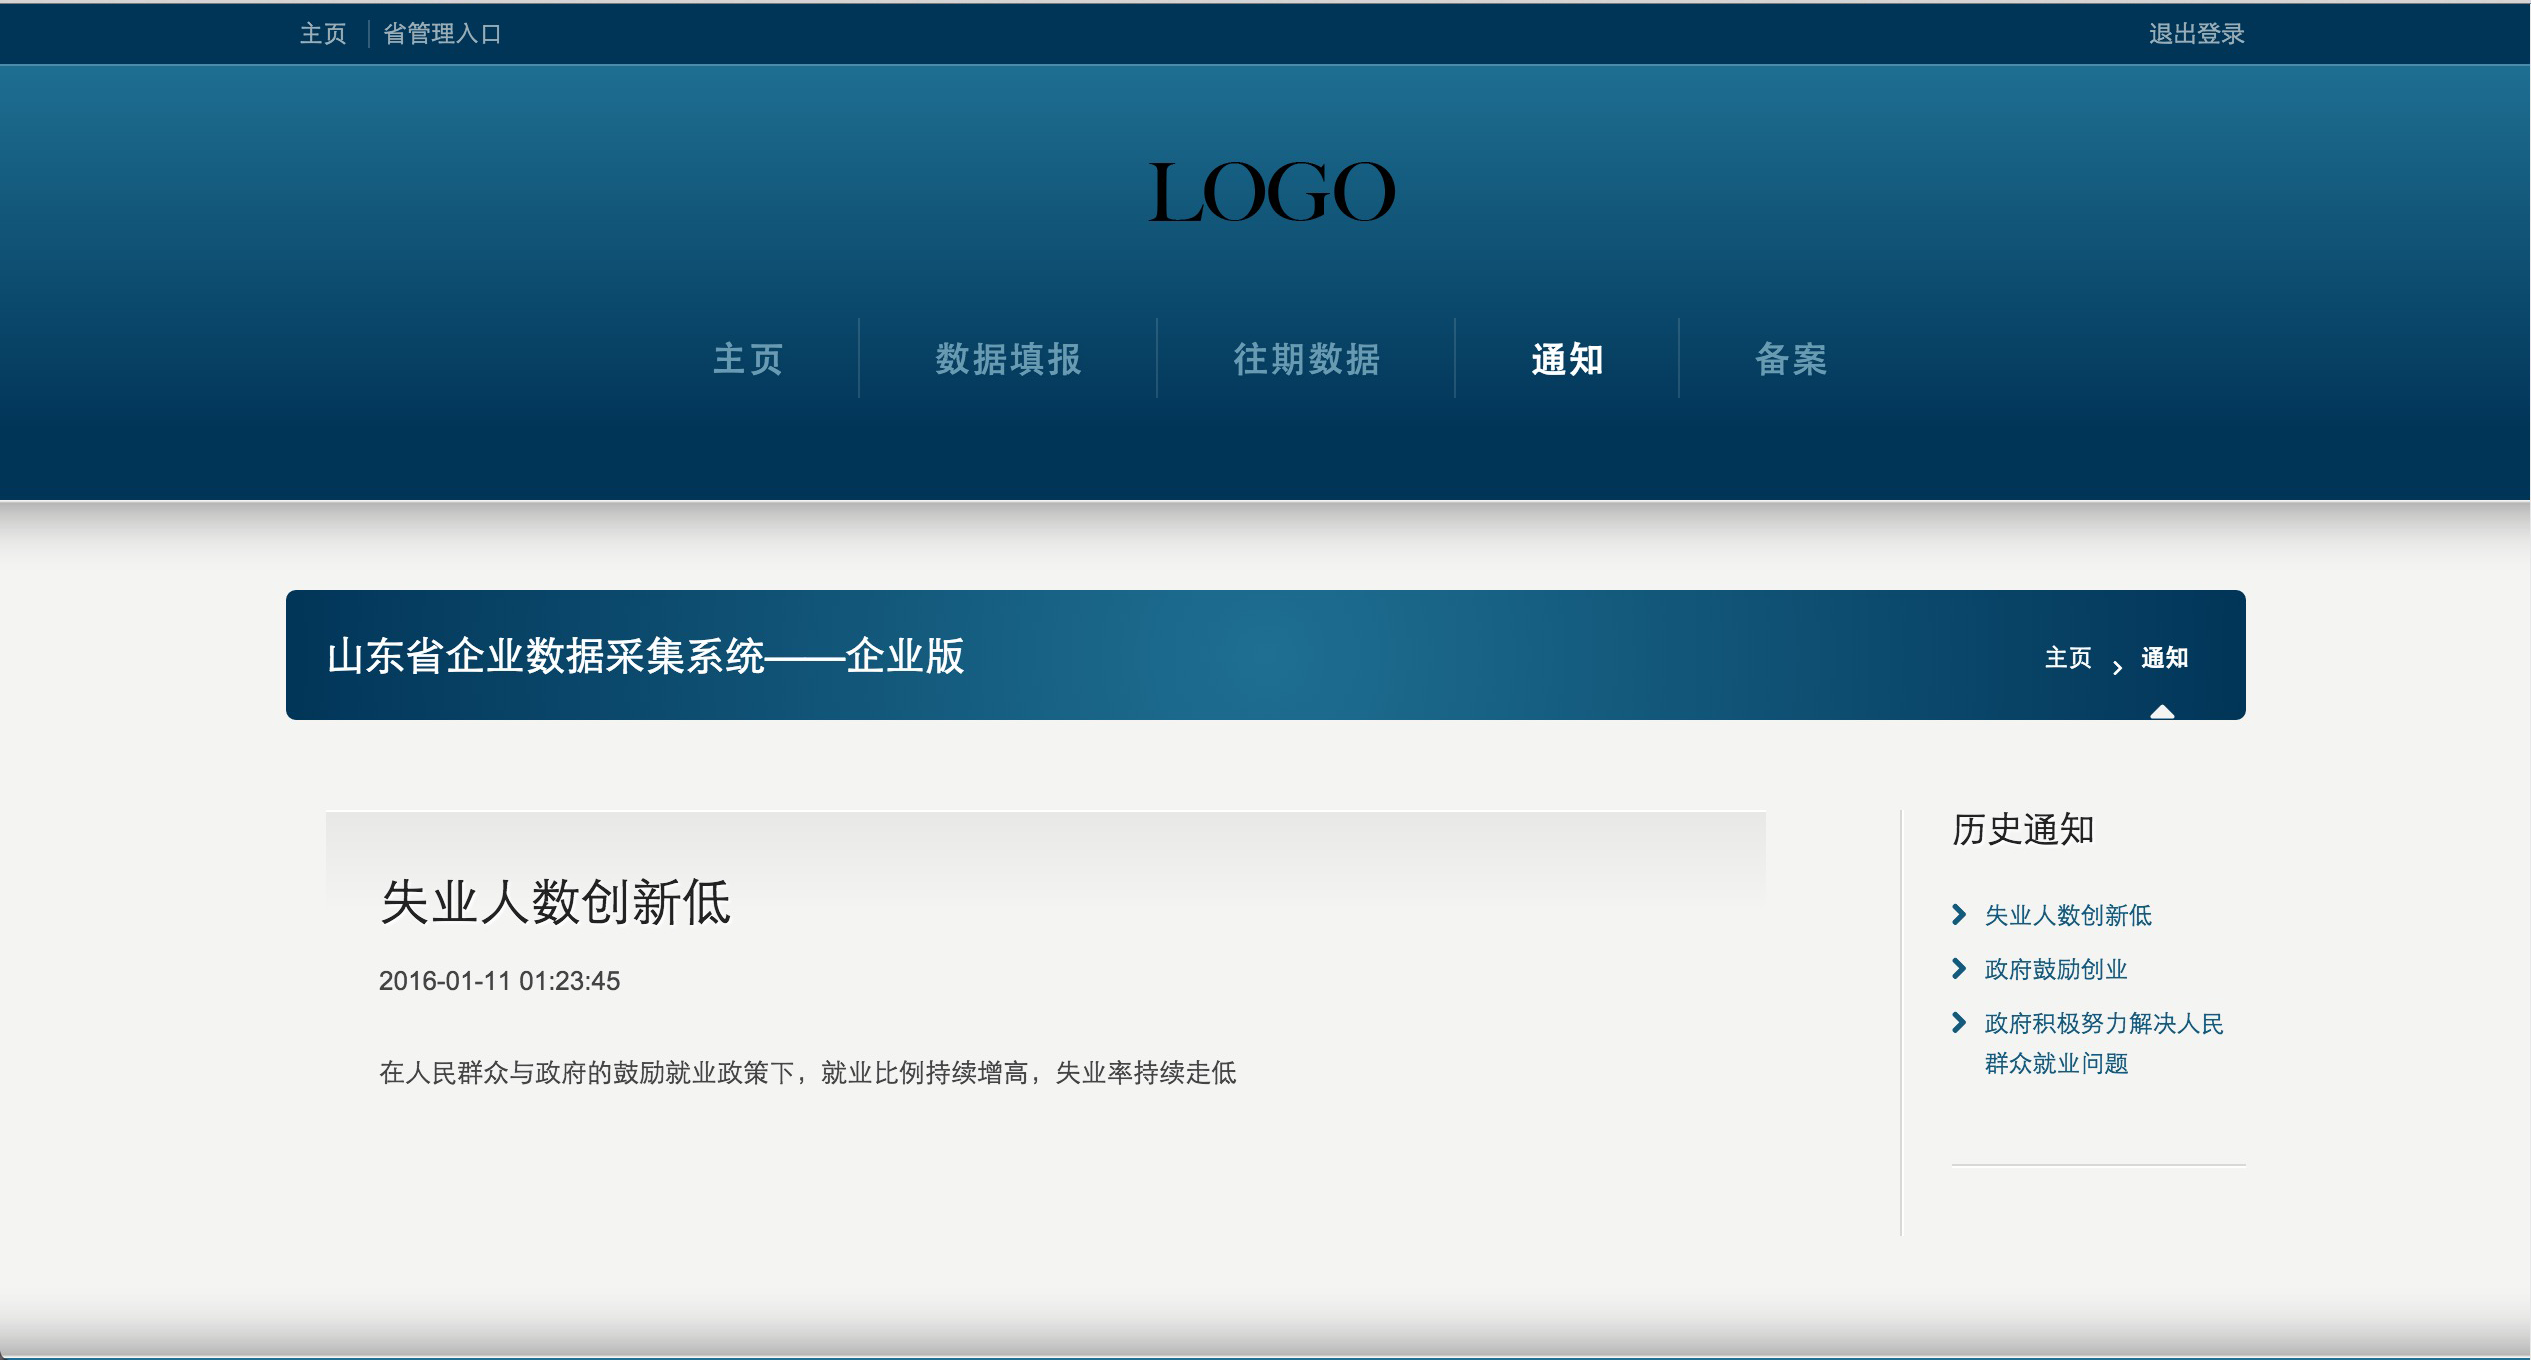 主页 省管理入口 退出登录
LOGO
主页 数据填报 往期数据 通知 备案
山东省企业数据采集系统——企业版 主页 通知
失业人数创新低
2016-01-11 01:23:45
在人民群众与政府的鼓励就业政策下，就业比例持续增高，失业率持续走低
历史通知
失业人数创新低
政府鼓励创业
政府积极努力解决人民
群众就业问题